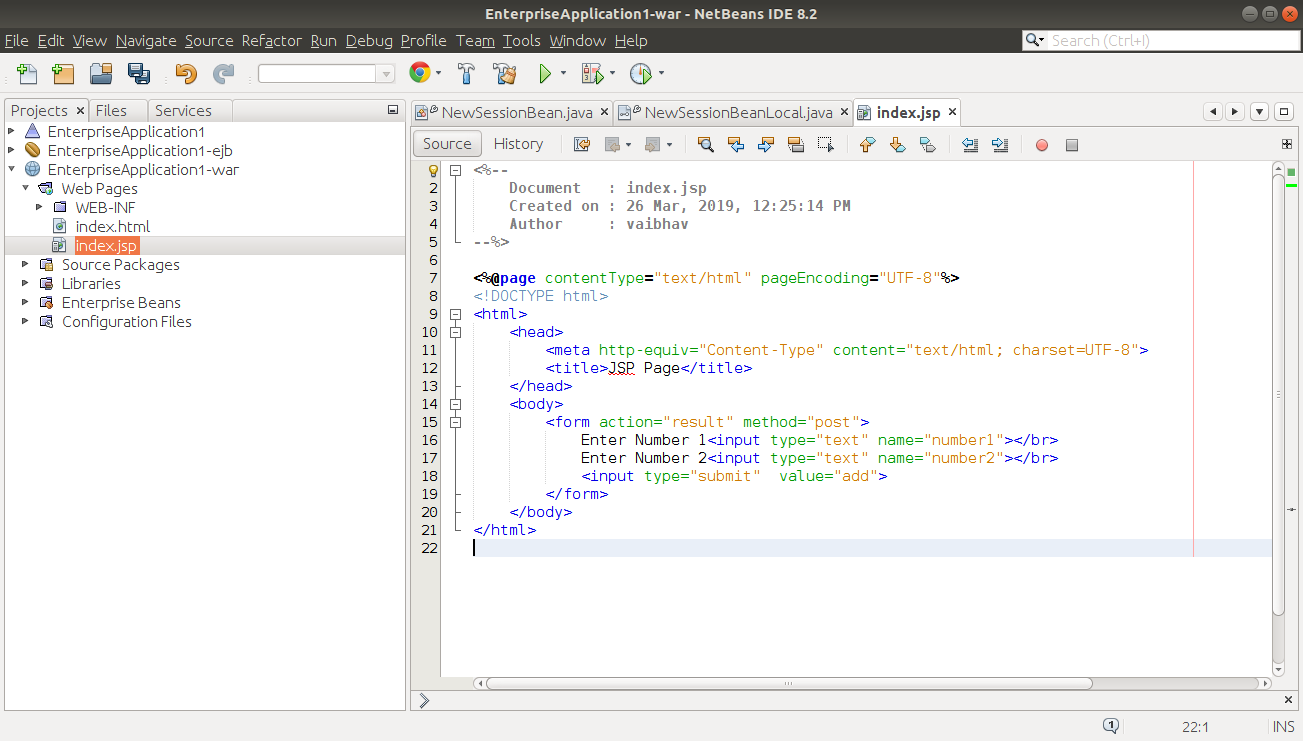 EnterpriseApplication1-war - NetBeans IDE 8.2
File Edit View Navigate Source Refactor Run Debug Profile Team Tools Window Help
Search (Ctrl+I)
Projects Files Services
EnterpriseApplication1
EnterpriseApplication1-ejb
EnterpriseApplication1-war
Web Pages
WEB-INF
index.html
index.jsp
Source Packages
Libraries
Enterprise Beans
Configuration Files
NewSessionBean.java NewSessionBeanLocal.java index.jsp
Source History
<%--
2     Document   : index.jsp
3     Created on : 26 Mar, 2019, 12:25:14 PM
4     Author     : vaibhav
5 --%>
6
7 <%@page contentType="text/html" pageEncoding="UTF-8"%>
8 <!DOCTYPE html>
9 <html>
10     <head>
11         <meta http-equiv="Content-Type" content="text/html; charset=UTF-8">
12         <title>JSP Page</title>
13     </head>
14     <body>
15         <form action="result" method="post">
16             Enter Number 1<input type="text" name="number1"></br>
17             Enter Number 2<input type="text" name="number2"></br>
18             <input type="submit"  value="add">
19         </form>
20     </body>
21 </html>
22
1 22:1 INS